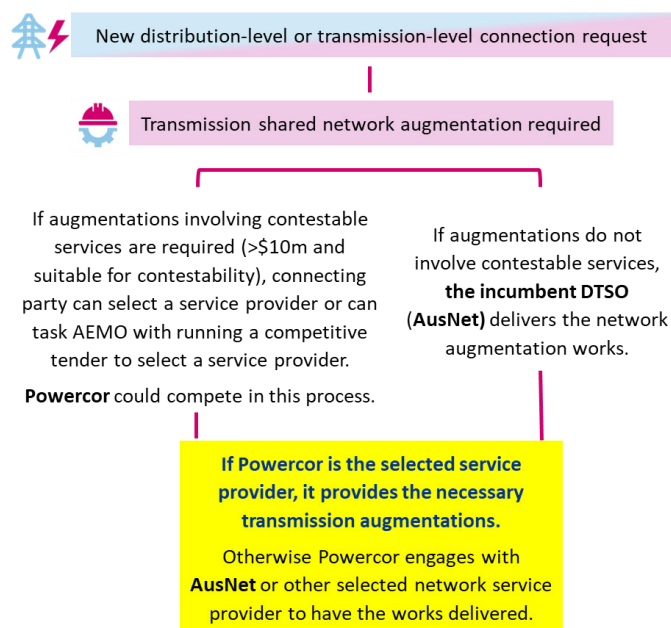 New distribution-level or transmission-level connection request
Transmission shared network augmentation required
If augmentations involving contestable
services are required (>$10m and
suitable for contestability), connecting
party can select a service provider or can
task AEMO with running a competitive
tender to select a service provider.
Powercor could compete in this process.
If augmentations do not
involve contestable services,
the incumbent DTSO
(AusNet) delivers the network
augmentation works.
If Powercor is the selected service
provider, it provides the necessary
transmission augmentations.
Otherwise Powercor engages with
AusNet or other selected network service
provider to have the works delivered.